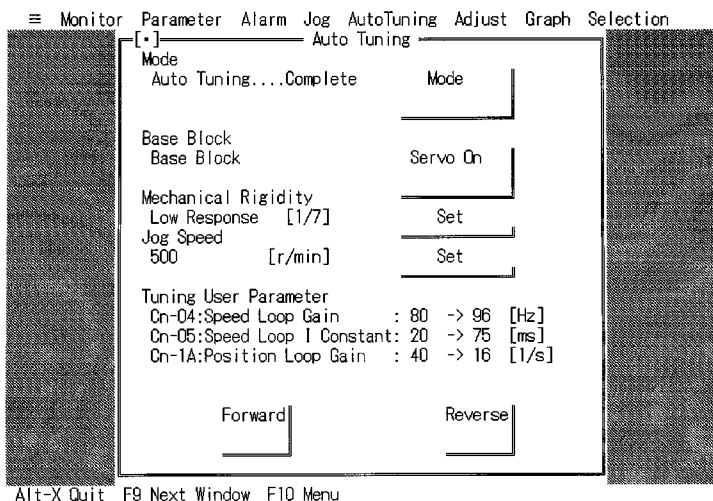 ≡ Monitor Parameter Alarm Jog AutoTuning Adjust Graph Selection
[▪] Auto Tuning
Mode
Auto Tuning....Complete Mode
Base Block
Base Block Servo On
Mechanical Rigidity
Low Response [1/7] Set
Jog Speed
500 [r/min] Set
Tuning User Parameter
Cn-04:Speed Loop Gain : 80 -> 96 [Hz]
Cn-05:Speed Loop I Constant: 20 -> 75 [ms]
Cn-1A:Position Loop Gain : 40 -> 16 [1/s]
Forward Reverse
Alt-X Quit F9 Next Window F10 Menu